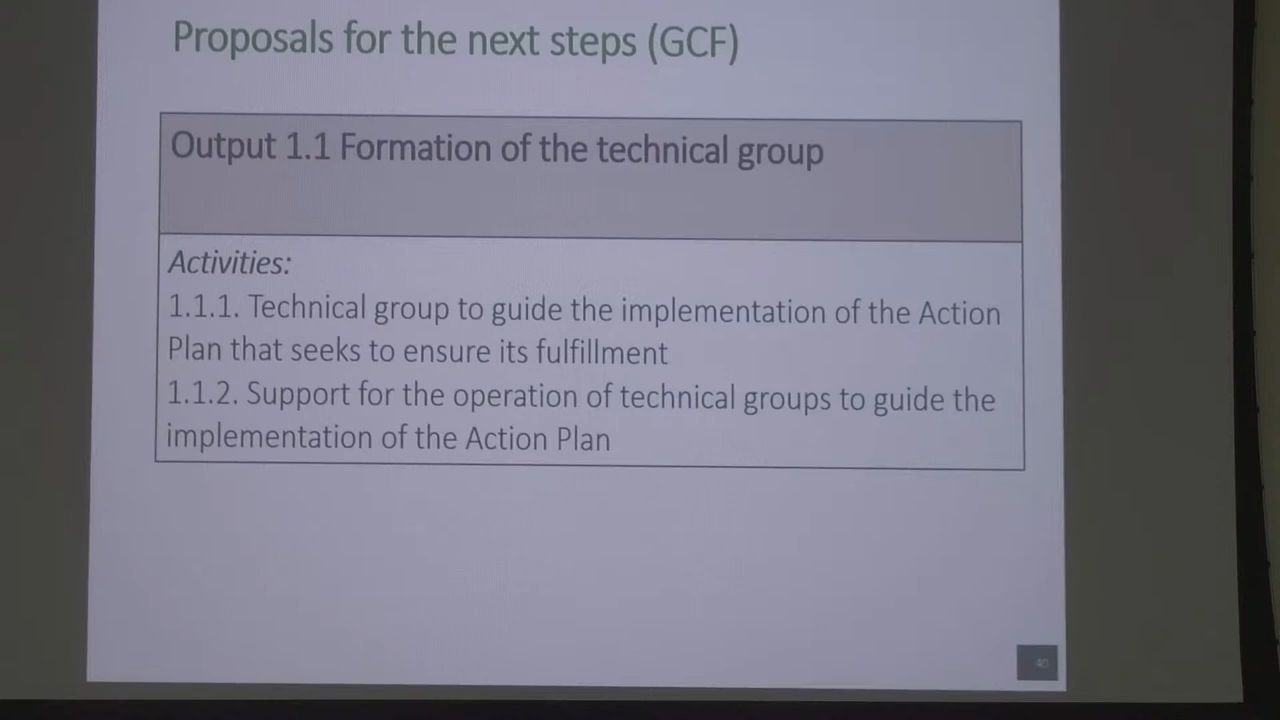 Proposals for the next steps (GCF)
Output 1.1 Formation of the technical group
Activities:
1.1.1. Technical group to guide the implementation of the Action
Plan that seeks to ensure its fulfillment
1.1.2. Support for the operation of technical groups to guide the
implementation of the Action Plan
40